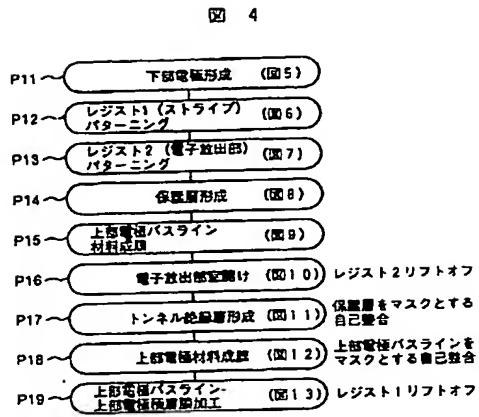 図 4
P11 下部電極形成 (図5)
P12 レジスト1 (ストライプ)
パターニング (図6)
P13 レジスト2 (電子放出部)
パターニング (図7)
P14 保護層形成 (図8)
P15 上部電極バスライン
材料成膜 (図9)
P16 電子放出部窓開け (図10) レジスト2リフトオフ
P17 トンネル絶縁層形成 (図11) 保護層をマスクとする
自己整合
P18 上部電極材料成膜 (図12) 上部電極バスラインを
マスクとする自己整合
P19 上部電極バスライン-
上部電極積層膜加工 (図13) レジスト1リフトオフ